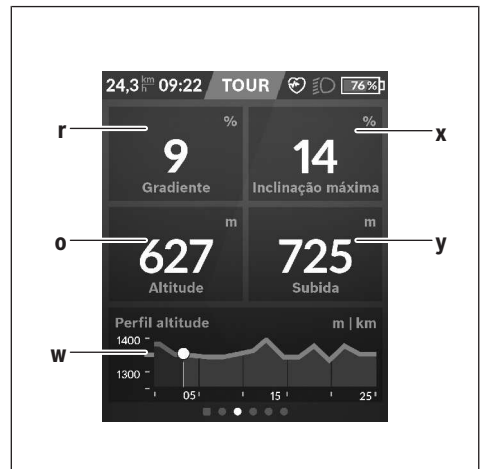 24,3 km/h 09:22 TOUR 76%
r % % x
9 14
Gradiente Inclinação máxima
o m m y
627 725
Altitude Subida
Perfil altitude m | km
1400
w
1300
05 15 25